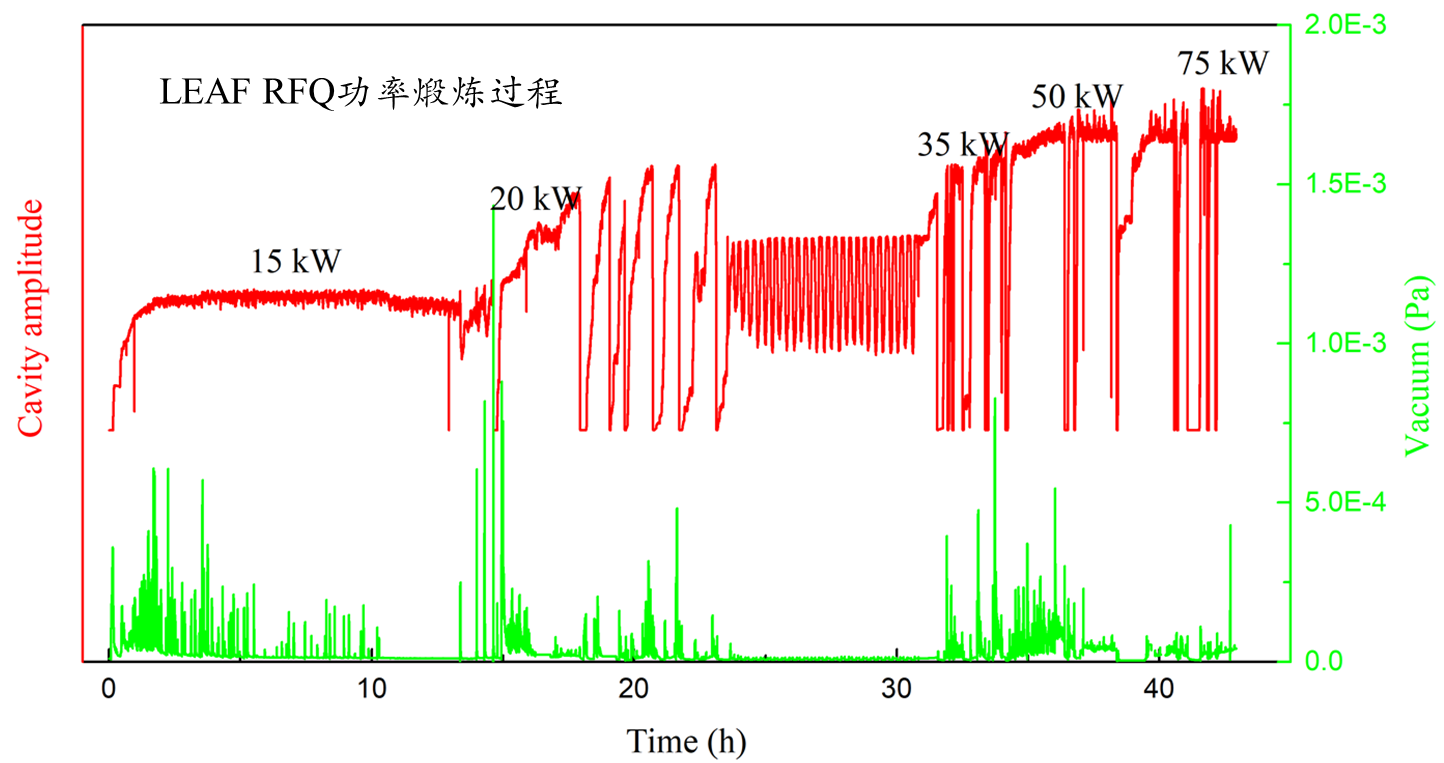 2.0E-3
75 kW
LEAF RFQ功率煅炼过程
50 kW
35 kW
1.5E-3
20 kW
15 kW
Cavity amplitude
Vacuum (Pa)
1.0E-3
5.0E-4
0.0
0 10 20 30 40
Time (h)